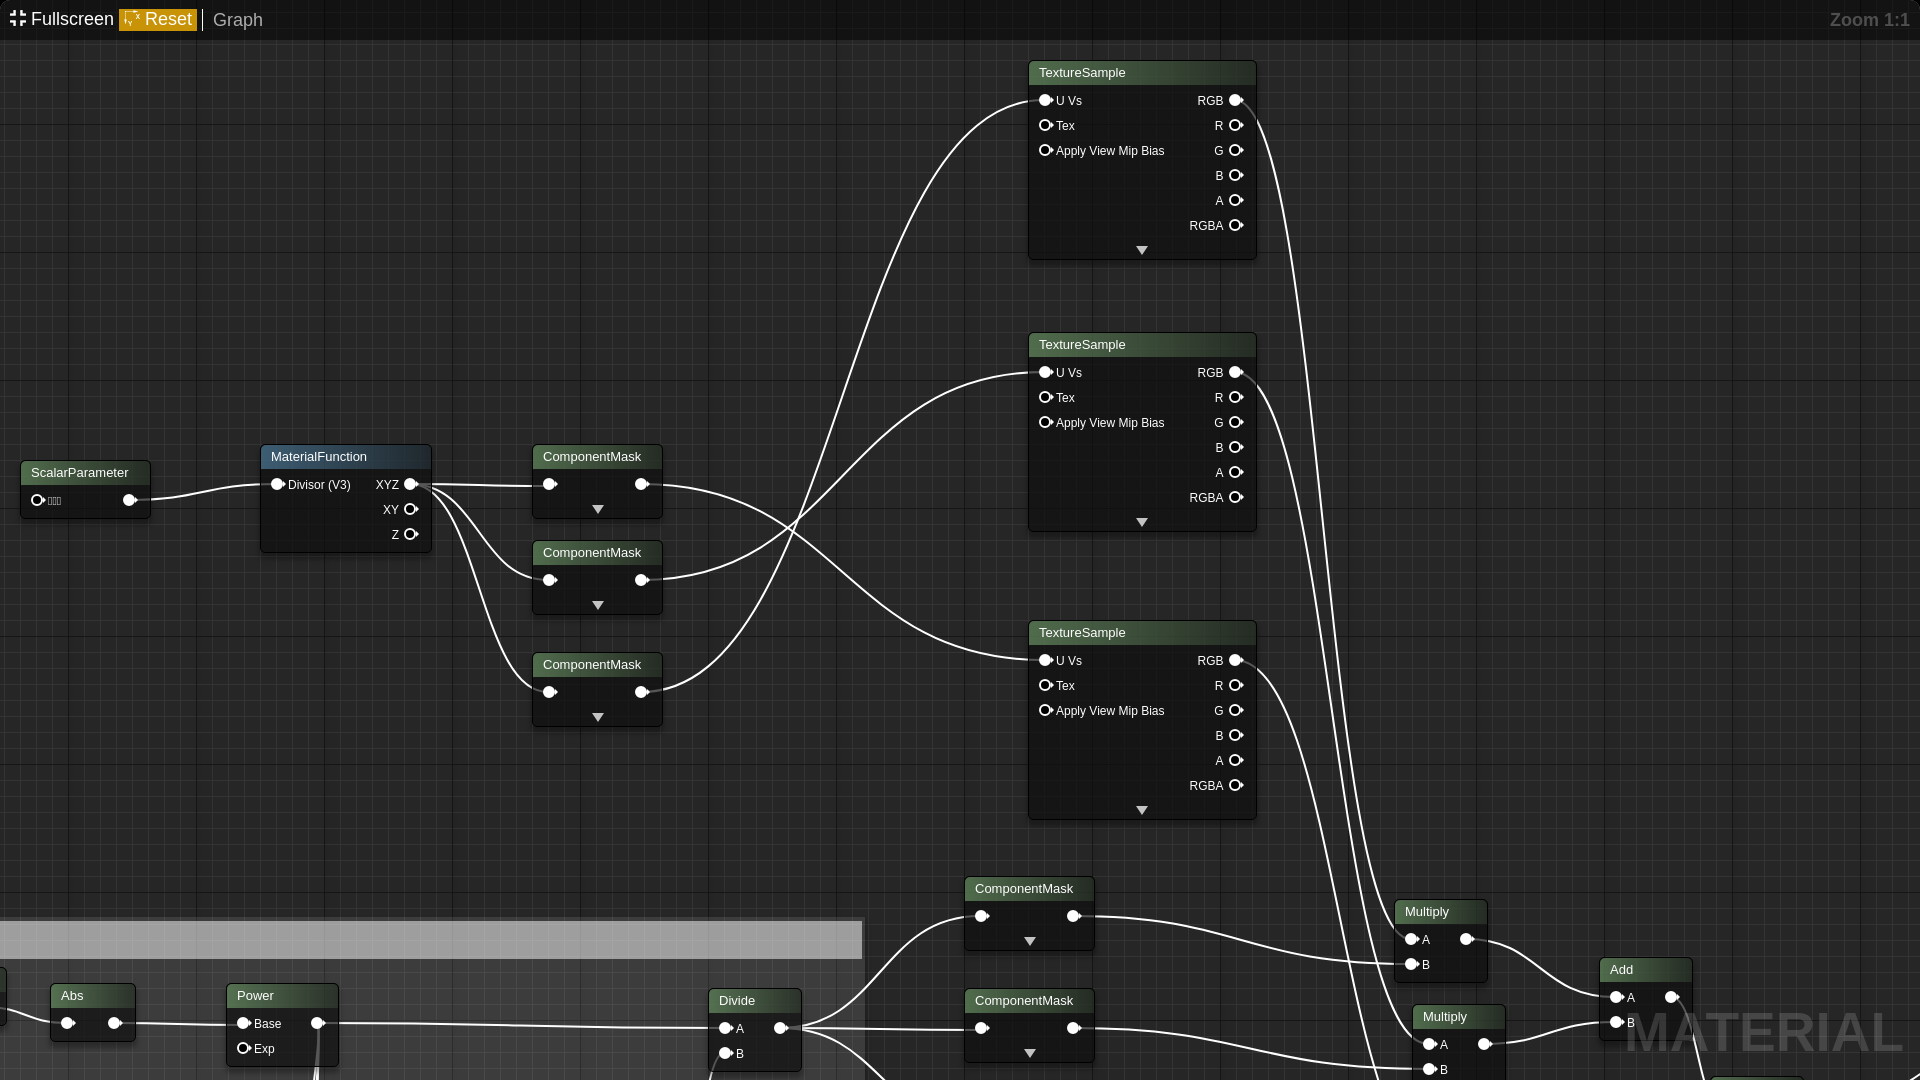 Fullscreen Reset Graph Zoom 1:1
TextureSample
U Vs RGB
Tex R
Apply View Mip Bias G
B
A
RGBA
TextureSample
U Vs RGB
Tex R
Apply View Mip Bias G
B
A
RGBA
ScalarParameter
MaterialFunction
Divisor (V3) XYZ
XY
Z
ComponentMask
ComponentMask
ComponentMask
TextureSample
U Vs RGB
Tex R
Apply View Mip Bias G
B
A
RGBA
ComponentMask
Multiply
A
B
Abs
Power
Base
Exp
Divide
A
B
ComponentMask
Add
A
B
Multiply
A
B
MATERIAL